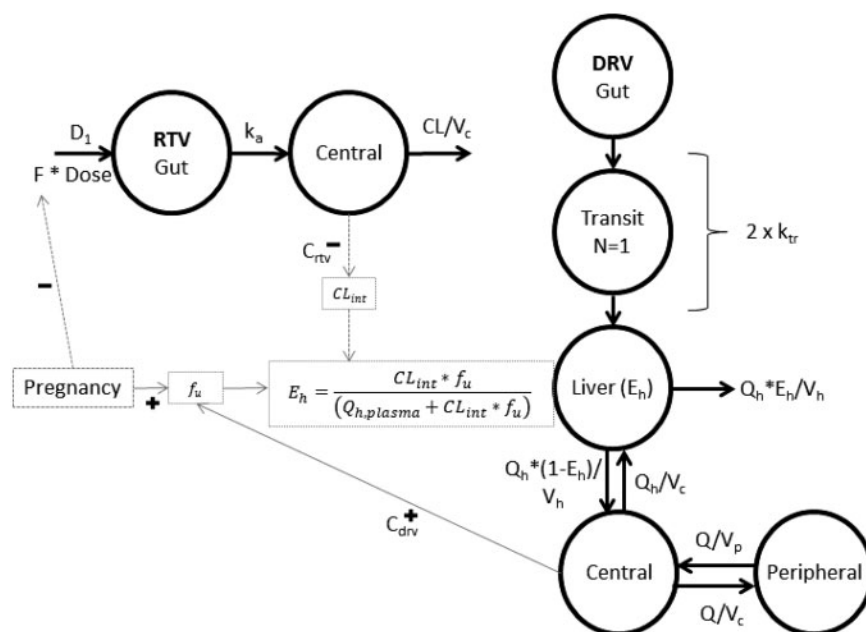 DRV
Gut
D1
F * Dose
RTV
Gut
ka
Central
CL/Vc
Transit
N=1
2 x ktr
Crtv -
-
CLint
Pregnancy
+
fu
Eh = CLint * fu / (Qh,plasma + CLint * fu)
Liver (Eh)
Qh*Eh/Vh
Qh*(1-Eh)/
Vh
Qh/Vc
Cdrv +
Central
Q/Vp
Q/Vc
Peripheral